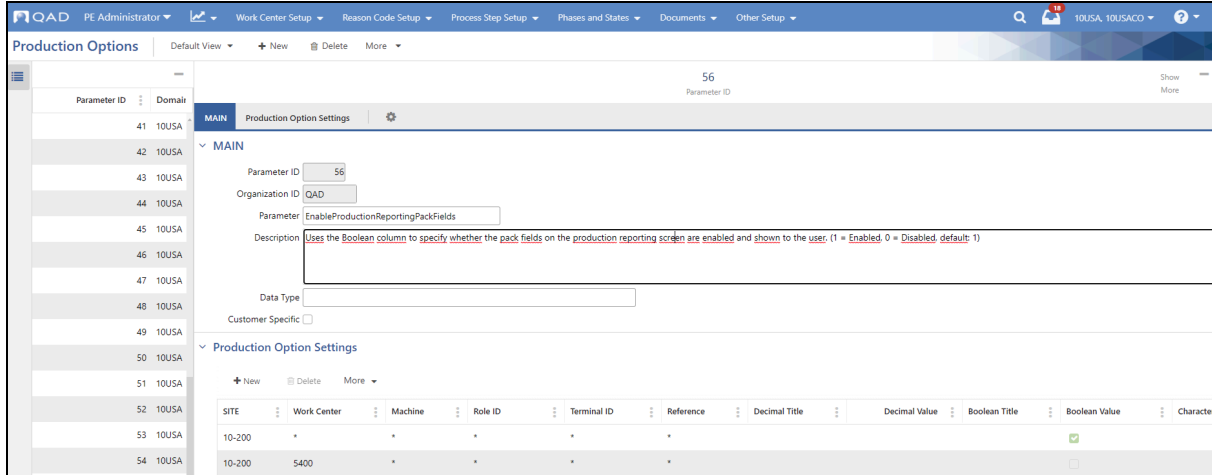 QAD PE Administrator Work Center Setup Reason Code Setup Process Step Setup Phases and States Documents Other Setup 18 10USA, 10USACO ?
Production Options Default View + New Delete More
56
Parameter ID
Show
More
Parameter ID Domain
41 10USA
42 10USA
43 10USA
44 10USA
45 10USA
46 10USA
47 10USA
48 10USA
49 10USA
50 10USA
51 10USA
52 10USA
53 10USA
54 10USA
MAIN Production Option Settings
MAIN
Parameter ID 56
Organization ID QAD
Parameter EnableProductionReportingPackFields
Description Uses the Boolean column to specify whether the pack fields on the production reporting screen are enabled and shown to the user. (1 = Enabled, 0 = Disabled, default: 1)
Data Type
Customer Specific
Production Option Settings
+ New Delete More
SITE Work Center Machine Role ID Terminal ID Reference Decimal Title Decimal Value Boolean Title Boolean Value Characte
10-200 * * * * *
10-200 5400 * * * *